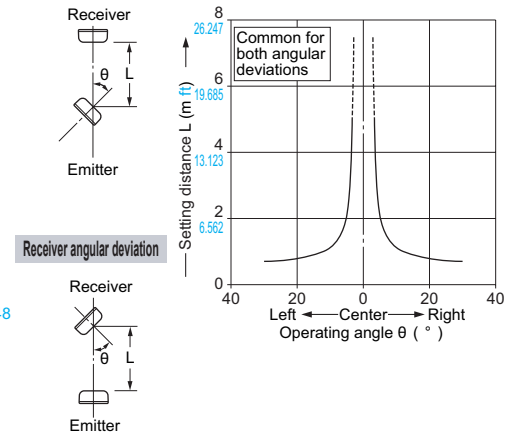 Receiver
θ
L
Emitter
Receiver angular deviation
Receiver
θ
L
Emitter
48
Setting distance L (m ft)
8
26.247
6
19.685
4
13.123
2
6.562
0
Common for
both angular
deviations
40 20 0 20 40
Left Center Right
Operating angle θ ( ° )